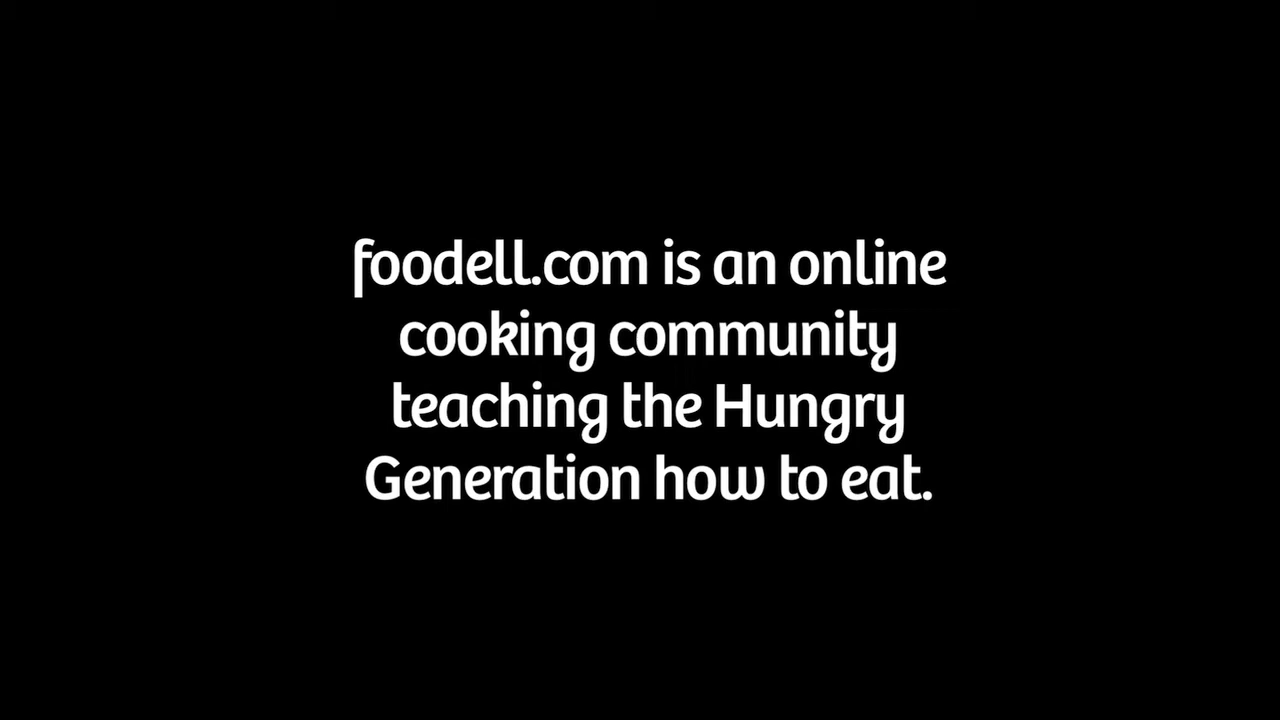 foodell.com is an online
cooking community
teaching the Hungry
Generation how to eat.